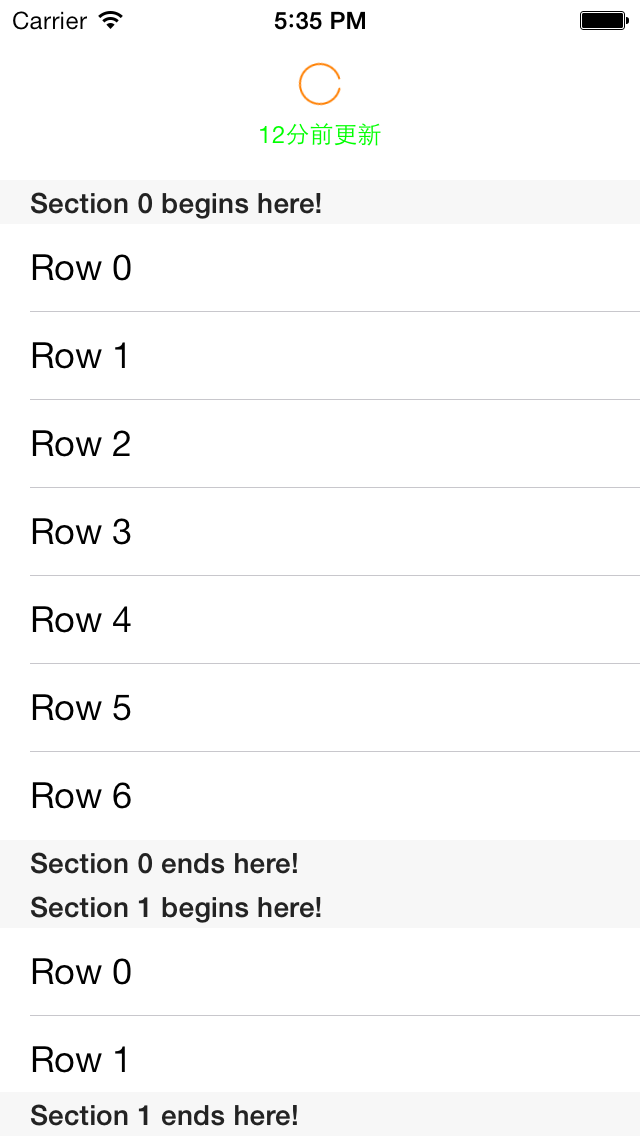 Carrier 5:35 PM
12分前更新
Section 0 begins here!
Row 0
Row 1
Row 2
Row 3
Row 4
Row 5
Row 6
Section 0 ends here!
Section 1 begins here!
Row 0
Row 1
Section 1 ends here!